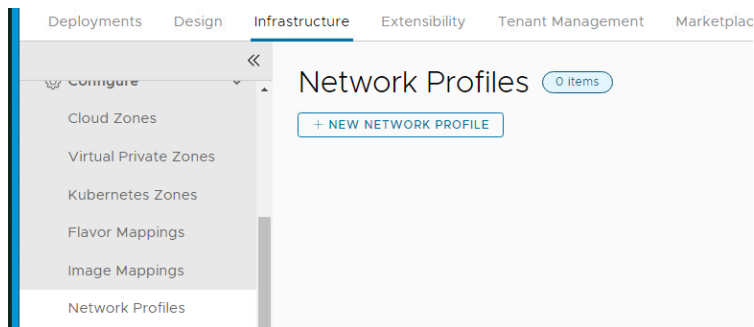 Deployments Design Infrastructure Extensibility Tenant Management Marketplac
«
Configure
Cloud Zones
Virtual Private Zones
Kubernetes Zones
Flavor Mappings
Image Mappings
Network Profiles
Network Profiles 0 items
+ NEW NETWORK PROFILE